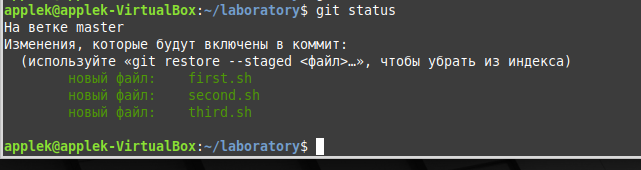 applek@applek-VirtualBox:~/laboratory$ git status
На ветке master
Изменения, которые будут включены в коммит:
  (используйте «git restore --staged <файл>…», чтобы убрать из индекса)
        новый файл:    first.sh
        новый файл:    second.sh
        новый файл:    third.sh
applek@applek-VirtualBox:~/laboratory$